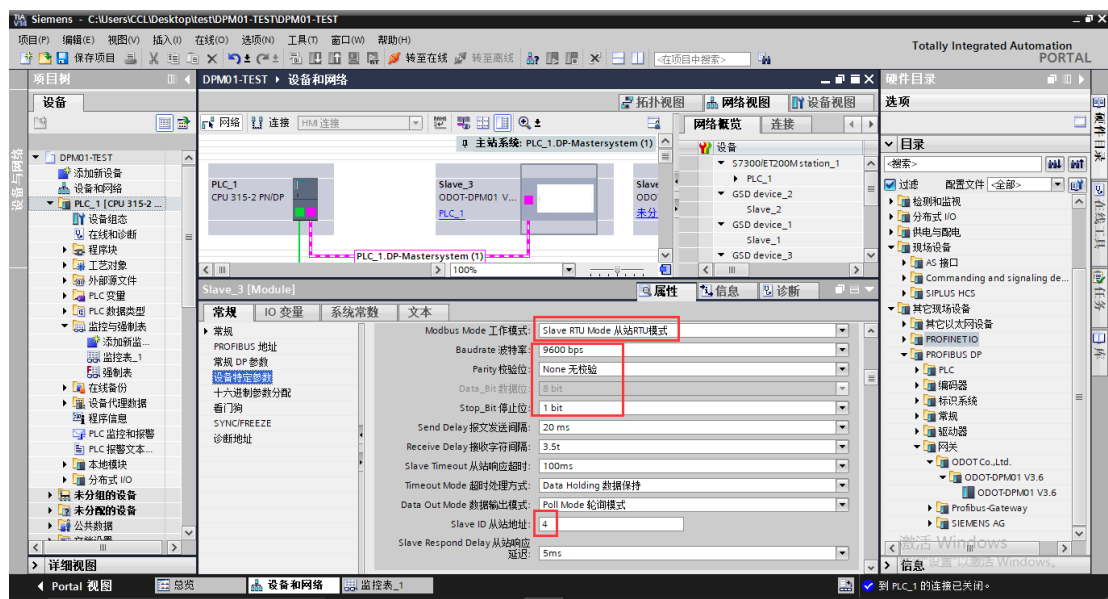 Siemens - C:\Users\CCL\Desktop\test\DPM01-TEST\DPM01-TEST
项目(P) 编辑(E) 视图(V) 插入(I) 在线(O) 选项(N) 工具(T) 窗口(W) 帮助(H)
Totally Integrated Automation
PORTAL
保存项目 转至在线 转至离线 <在项目中搜索>
项目树
DPM01-TEST ▸ 设备和网络
硬件目录
设备
拓扑视图 网络视图 设备视图
选项
网络 连接 HMI 连接
网络概览 连接
主站系统: PLC_1.DP-Mastersystem (1)
设备
目录
DPM01-TEST
添加新设备
设备和网络
PLC_1 [CPU 315-2 ...
设备组态
在线和诊断
程序块
工艺对象
外部源文件
PLC 变量
PLC 数据类型
监控与强制表
添加新监...
监控表_1
强制表
在线备份
设备代理数据
程序信息
PLC 监控和报警
PLC 报警文本...
本地模块
分布式 I/O
未分组的设备
未分配的设备
公共数据
详细视图
PLC_1
CPU 315-2 PN/DP
Slave_3
ODOT-DPM01 V...
PLC_1
Slave
ODO
未分
PLC_1.DP-Mastersystem (1)
100%
S7300/ET200M station_1
PLC_1
GSD device_2
Slave_2
GSD device_1
Slave_1
GSD device_3
Slave_3 [Module]
属性 信息 诊断
常规 IO 变量 系统常数 文本
常规
PROFIBUS 地址
常规 DP 参数
设备特定参数
十六进制参数分配
看门狗
SYNC/FREEZE
诊断地址
Modbus Mode 工作模式: Slave RTU Mode 从站RTU模式
Baudrate 波特率: 9600 bps
Parity 校验位: None 无校验
Data_Bit 数据位: 8 bit
Stop_Bit 停止位: 1 bit
Send Delay 报文发送间隔: 20 ms
Receive Delay 接收字符间隔: 3.5t
Slave Timeout 从站响应超时: 100ms
Timeout Mode 超时处理方式: Data Holding 数据保持
Data Out Mode 数据输出模式: Poll Mode 轮询模式
Slave ID 从站地址: 4
Slave Respond Delay 从站响应
延迟: 5ms
<搜索>
过滤 配置文件 <全部>
检测和监视
分布式 I/O
供电与配电
现场设备
AS 接口
Commanding and signaling de...
SIPLUS HCS
其它现场设备
其它以太网设备
PROFINET IO
PROFIBUS DP
PLC
编码器
标识系统
常规
驱动器
网关
ODOT Co.,Ltd.
ODOT-DPM01 V3.6
ODOT-DPM01 V3.6
Profibus-Gateway
SIEMENS AG
激活 Windows
信息
"设置"以激活 Windows。
硬件目录
在线工具
任务
库
设备与网络
Portal 视图 总览 设备和网络 监控表_1
到 PLC_1 的连接已关闭。